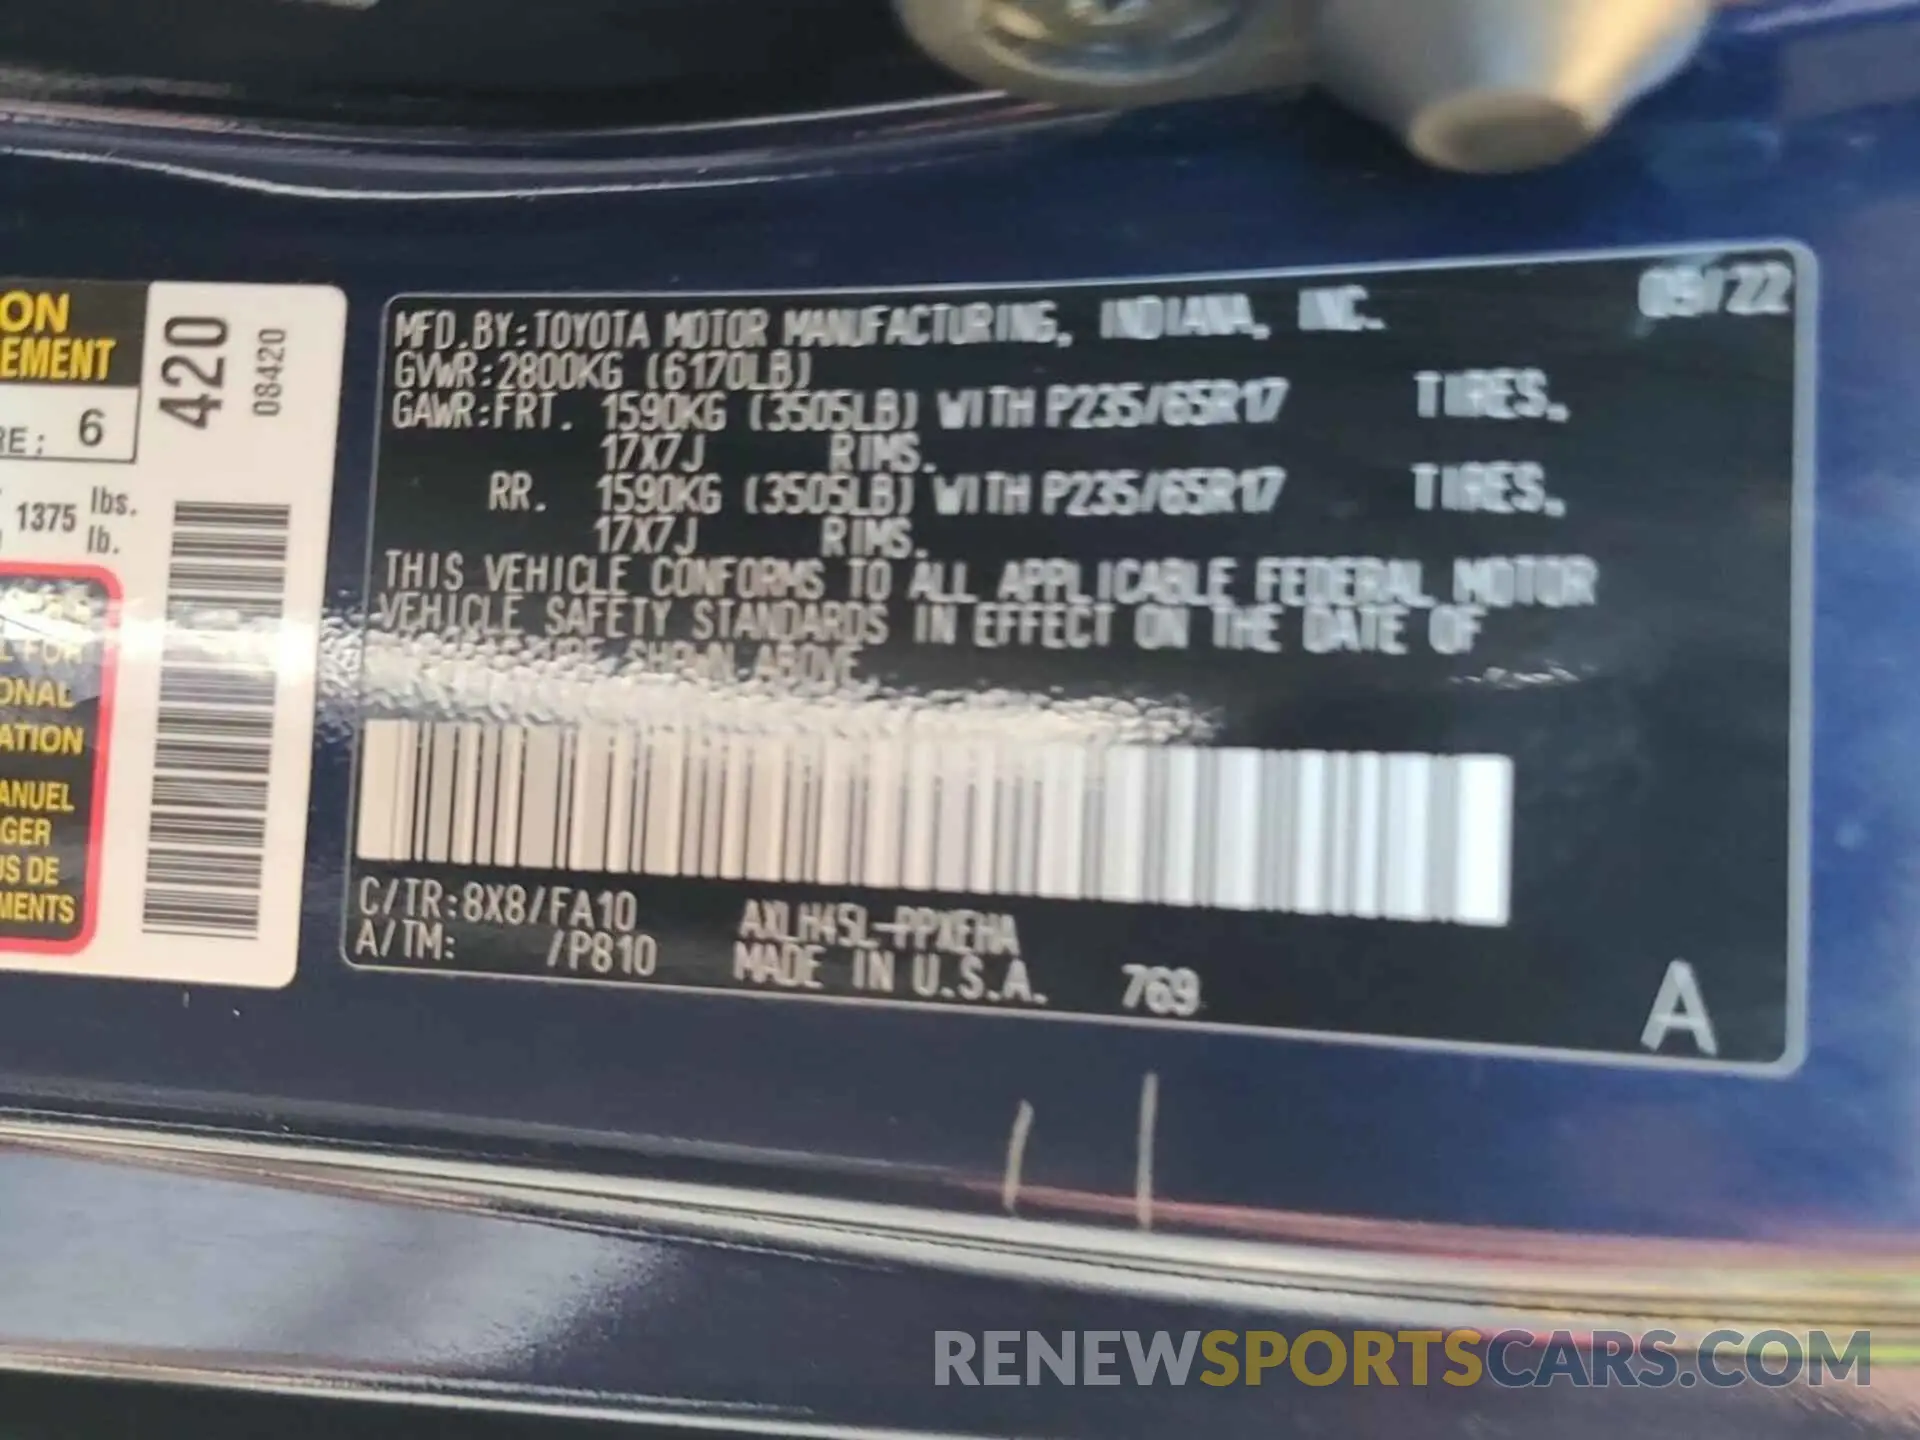 ON
EMENT
RE: 6
1375 lbs.
lb.
L FOR
ONAL
ATION
ANUEL
GER
US DE
MENTS
420
08420
MFD.BY:TOYOTA MOTOR MANUFACTURING, INDIANA, INC. 09/22
GVWR:2800KG (6170LB)
GAWR:FRT. 1590KG (3505LB) WITH P235/65R17 TIRES.
17X7J RIMS.
RR. 1590KG (3505LB) WITH P235/65R17 TIRES.
17X7J RIMS.
THIS VEHICLE CONFORMS TO ALL APPLICABLE FEDERAL MOTOR
VEHICLE SAFETY STANDARDS IN EFFECT ON THE DATE OF
SHOWN ABOVE.
C/TR:8X8/FA10 AXLH45L-PPXEHA
A/TM: /P810 MADE IN U.S.A. 769
A
RENEWSPORTSCARS.COM